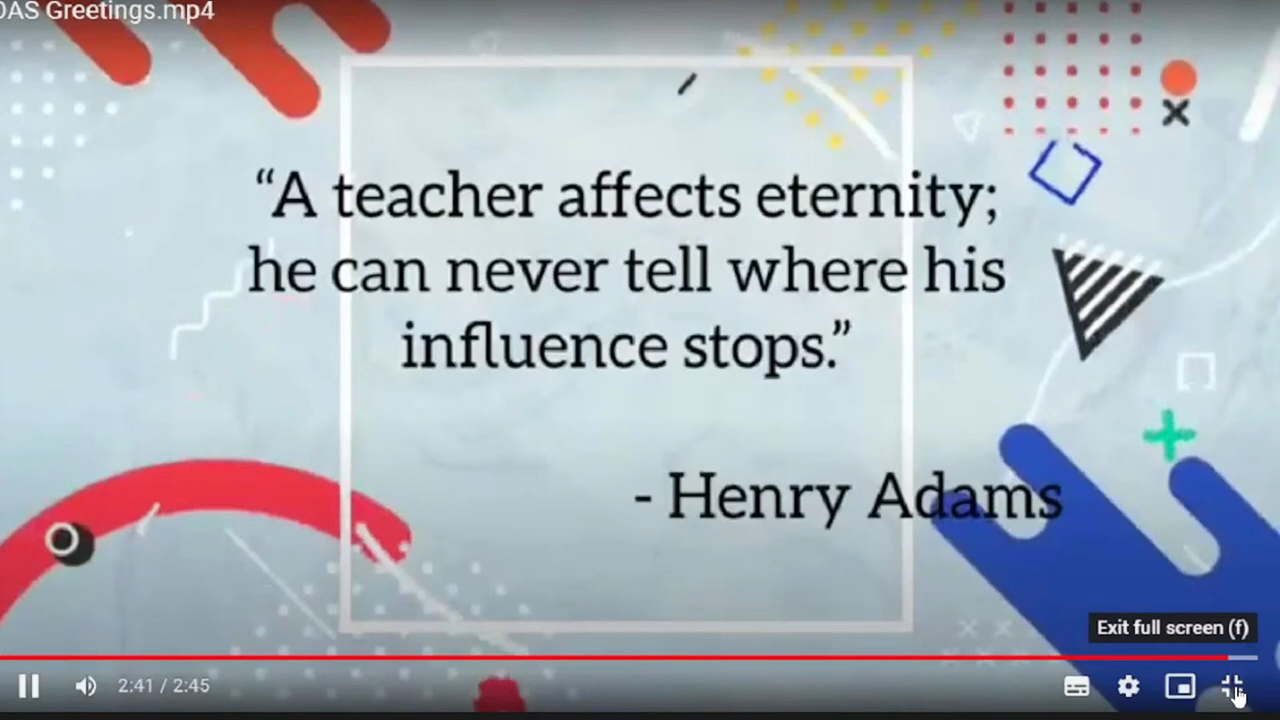 OAS Greetings.mp4
“A teacher affects eternity;
he can never tell where his
influence stops.”
- Henry Adams
Exit full screen (f)
2:41 / 2:45